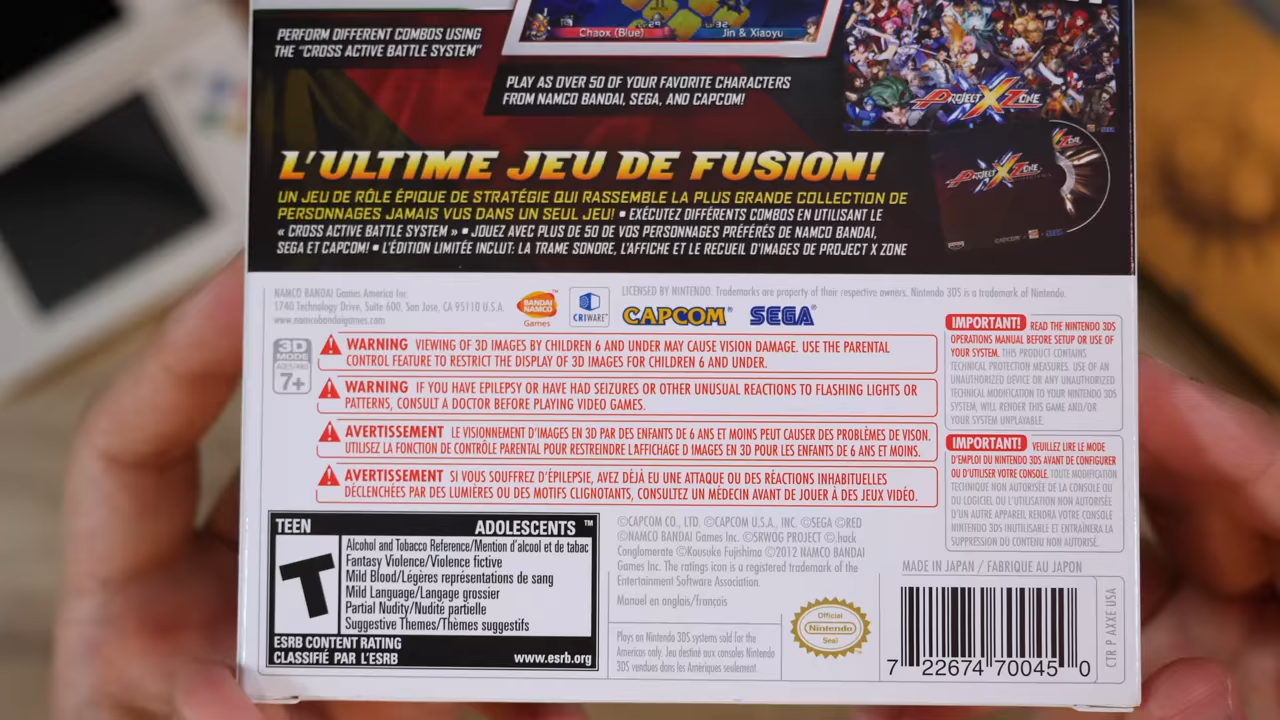 PERFORM DIFFERENT COMBOS USING
THE "CROSS ACTIVE BATTLE SYSTEM"
Chaox (Blue)
Jin & Xiaoyu
PLAY AS OVER 50 OF YOUR FAVORITE CHARACTERS
FROM NAMCO BANDAI, SEGA, AND CAPCOM!
PROJECT X ZONE
PROJECT X ZONE
L'ULTIME JEU DE FUSION!
UN JEU DE RÔLE ÉPIQUE DE STRATÉGIE QUI RASSEMBLE LA PLUS GRANDE COLLECTION DE
PERSONNAGES JAMAIS VUS DANS UN SEUL JEU! • EXÉCUTEZ DIFFÉRENTS COMBOS EN UTILISANT LE
« CROSS ACTIVE BATTLE SYSTEM » • JOUEZ AVEC PLUS DE 50 DE VOS PERSONNAGES PRÉFÉRÉS DE NAMCO BANDAI,
SEGA ET CAPCOM! • L'ÉDITION LIMITÉE INCLUT: LA TRAME SONORE, L'AFFICHE ET LE RECUEIL D'IMAGES DE PROJECT X ZONE
NAMCO BANDAI Games America Inc.
1740 Technology Drive, Suite 600, San Jose, CA 95110 U.S.A.
www.namcobandaigames.com
BANDAI
NAMCO
Games
CRIWARE™
LICENSED BY NINTENDO. Trademarks are property of their respective owners. Nintendo 3DS is a trademark of Nintendo.
CAPCOM® SEGA®
3D
MODE
AGES/ANS
7+
WARNING VIEWING OF 3D IMAGES BY CHILDREN 6 AND UNDER MAY CAUSE VISION DAMAGE. USE THE PARENTAL
CONTROL FEATURE TO RESTRICT THE DISPLAY OF 3D IMAGES FOR CHILDREN 6 AND UNDER.
WARNING IF YOU HAVE EPILEPSY OR HAVE HAD SEIZURES OR OTHER UNUSUAL REACTIONS TO FLASHING LIGHTS OR
PATTERNS, CONSULT A DOCTOR BEFORE PLAYING VIDEO GAMES.
AVERTISSEMENT LE VISIONNEMENT D'IMAGES EN 3D PAR DES ENFANTS DE 6 ANS ET MOINS PEUT CAUSER DES PROBLÈMES DE VISON.
UTILISEZ LA FONCTION DE CONTRÔLE PARENTAL POUR RESTREINDRE L'AFFICHAGE D IMAGES EN 3D POUR LES ENFANTS DE 6 ANS ET MOINS.
AVERTISSEMENT SI VOUS SOUFFREZ D'ÉPILEPSIE, AVEZ DÉJÀ EU UNE ATTAQUE OU DES RÉACTIONS INHABITUELLES
DÉCLENCHÉES PAR DES LUMIÈRES OU DES MOTIFS CLIGNOTANTS, CONSULTEZ UN MÉDECIN AVANT DE JOUER À DES JEUX VIDÉO.
IMPORTANT! READ THE NINTENDO 3DS
OPERATIONS MANUAL BEFORE SETUP OR USE OF
YOUR SYSTEM. THIS PRODUCT CONTAINS
TECHNICAL PROTECTION MEASURES. USE OF AN
UNAUTHORIZED DEVICE OR ANY UNAUTHORIZED
TECHNICAL MODIFICATION TO YOUR NINTENDO 3DS
SYSTEM, WILL RENDER THIS GAME AND/OR
YOUR SYSTEM UNPLAYABLE.
IMPORTANT! VEUILLEZ LIRE LE MODE
D'EMPLOI DU NINTENDO 3DS AVANT DE CONFIGURER
OU D'UTILISER VOTRE CONSOLE. TOUTE MODIFICATION
TECHNIQUE NON AUTORISÉE DE LA CONSOLE OU
DU LOGICIEL OU L'UTILISATION NON AUTORISÉE
D'UN AUTRE APPAREIL RENDRA VOTRE CONSOLE
NINTENDO 3DS INUTILISABLE ET ENTRAÎNERA LA
SUPPRESSION DU CONTENU NON AUTORISÉ.
TEEN
ADOLESCENTS ™
T
Alcohol and Tobacco Reference/Mention d'alcool et de tabac
Fantasy Violence/Violence fictive
Mild Blood/Légères représentations de sang
Mild Language/Langage grossier
Partial Nudity/Nudité partielle
Suggestive Themes/Thèmes suggestifs
ESRB CONTENT RATING
CLASSIFIÉ PAR L'ESRB
www.esrb.org
©CAPCOM CO., LTD. ©CAPCOM U.S.A., INC. ©SEGA ©RED
©NAMCO BANDAI Games Inc. ©SRWOG PROJECT ©.hack
Conglomerate ©Kousuke Fujishima ©2012 NAMCO BANDAI
Games Inc. The ratings icon is a registered trademark of the
Entertainment Software Association.
Manuel en anglais/français
Plays on Nintendo 3DS systems sold for the
Americas only. Jeu destiné aux consoles Nintendo
3DS vendues dans les Amériques seulement.
Official
Nintendo
Seal
MADE IN JAPAN / FABRIQUE AU JAPON
7 22674 70045 0
CTR P AXXE USA